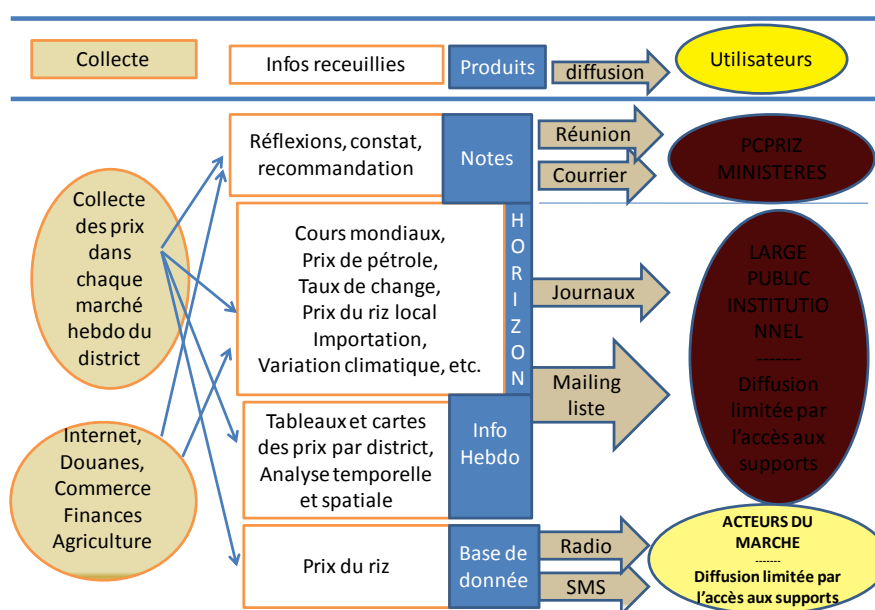 Collecte
Infos receuillies
Produits
diffusion
Utilisateurs
Collecte
des prix
dans
chaque
marché
hebdo du
district
Internet,
Douanes,
Commerce
Finances
Agriculture
Réflexions, constat,
recommandation
Notes
Réunion
Courrier
PCPRIZ
MINISTERES
Cours mondiaux,
Prix de pétrole,
Taux de change,
Prix du riz local
Importation,
Variation climatique, etc.
H
O
R
I
Z
O
N
Journaux
Mailing
liste
LARGE
PUBLIC
INSTITUTIO
NNEL
-------
Diffusion
limitée par
l'accès aux
supports
Tableaux et cartes
des prix par district,
Analyse temporelle
et spatiale
Info
Hebdo
Prix du riz
Base de
donnée
Radio
SMS
ACTEURS DU
MARCHE
-------
Diffusion limitée par
l'accès aux supports